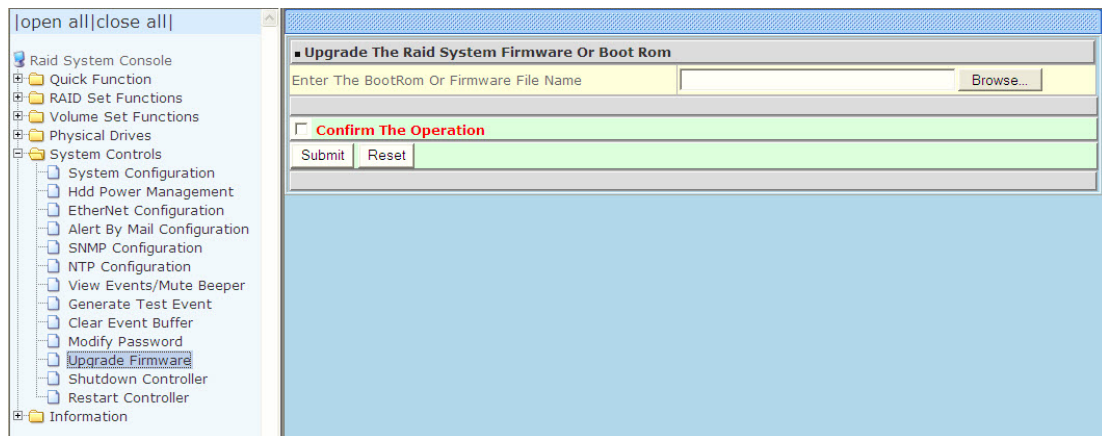 |open all|close all|
Raid System Console
Quick Function
RAID Set Functions
Volume Set Functions
Physical Drives
System Controls
System Configuration
Hdd Power Management
EtherNet Configuration
Alert By Mail Configuration
SNMP Configuration
NTP Configuration
View Events/Mute Beeper
Generate Test Event
Clear Event Buffer
Modify Password
Upgrade Firmware
Shutdown Controller
Restart Controller
Information
Upgrade The Raid System Firmware Or Boot Rom
Enter The BootRom Or Firmware File Name Browse...
Confirm The Operation
Submit Reset